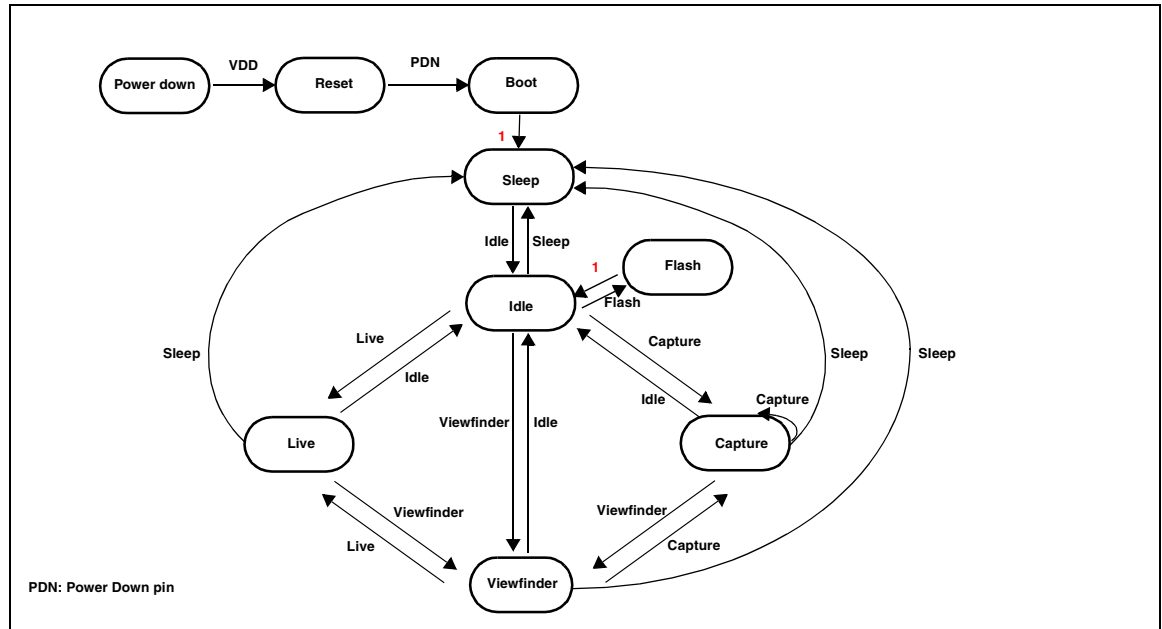 VDD
PDN
Power down
Reset
Boot
1
Sleep
Idle
Sleep
1
Flash
Flash
Idle
Live
Capture
Sleep
Idle
Idle
Sleep
Sleep
Capture
Viewfinder
Idle
Live
Capture
Viewfinder
Viewfinder
Live
Capture
Viewfinder
PDN: Power Down pin